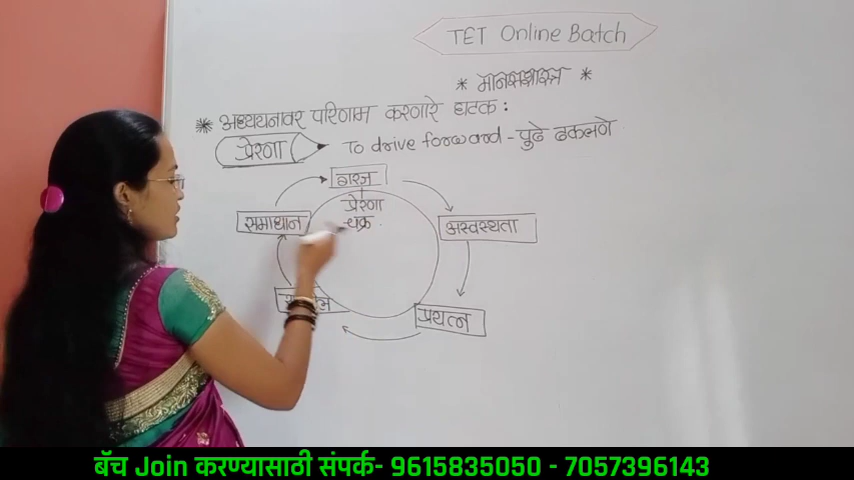 TET Online Batch
* मानसशास्त्र *
* अध्ययनावर परिणाम करणारे घटक :
प्रेरणा To drive forward - पुढे ढकलणे
गरज
प्रेरणा
चक्र .
समाधान
अस्वस्थता
प्रयत्न
बॅच Join करण्यासाठी संपर्क- 9615835050 - 7057396143